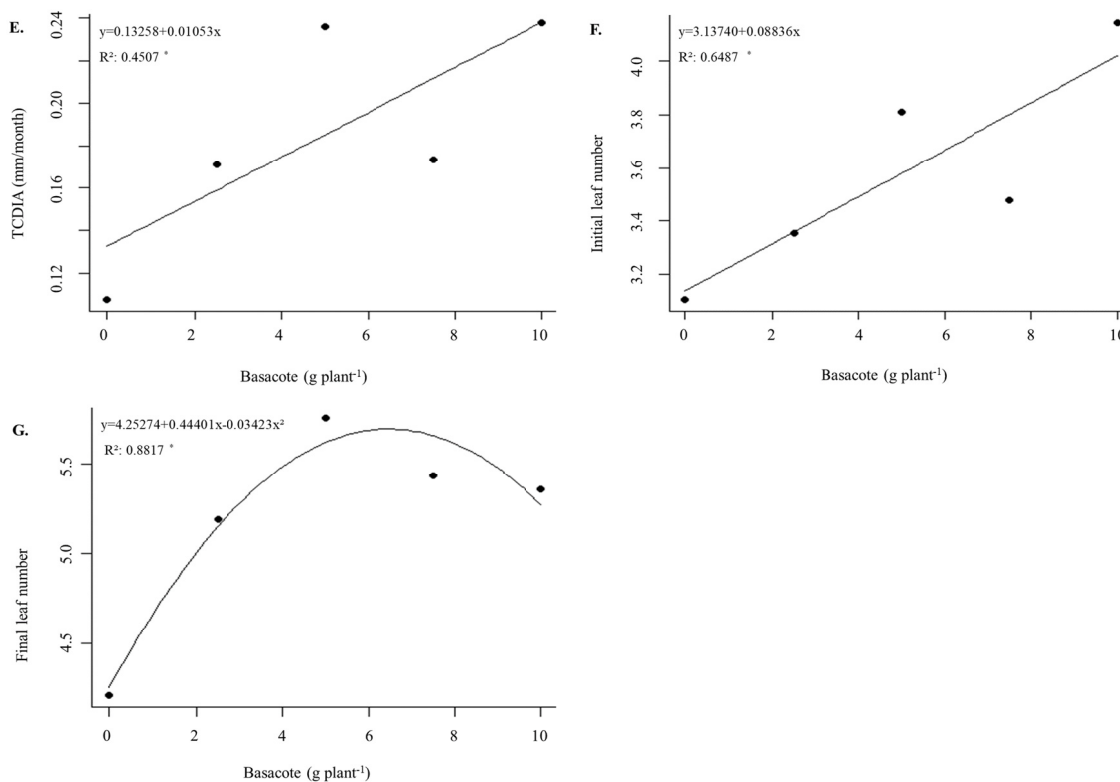 E.
y=0.13258+0.01053x
R²: 0.4507 *
TCDIA (mm/month)
0.24
0.20
0.16
0.12
0 2 4 6 8 10
Basacote (g plant⁻¹)
F.
y=3.13740+0.08836x
R²: 0.6487 *
Initial leaf number
4.0
3.8
3.6
3.4
3.2
0 2 4 6 8 10
Basacote (g plant⁻¹)
G.
y=4.25274+0.44401x-0.03423x²
R²: 0.8817 *
Final leaf number
5.5
5.0
4.5
0 2 4 6 8 10
Basacote (g plant⁻¹)